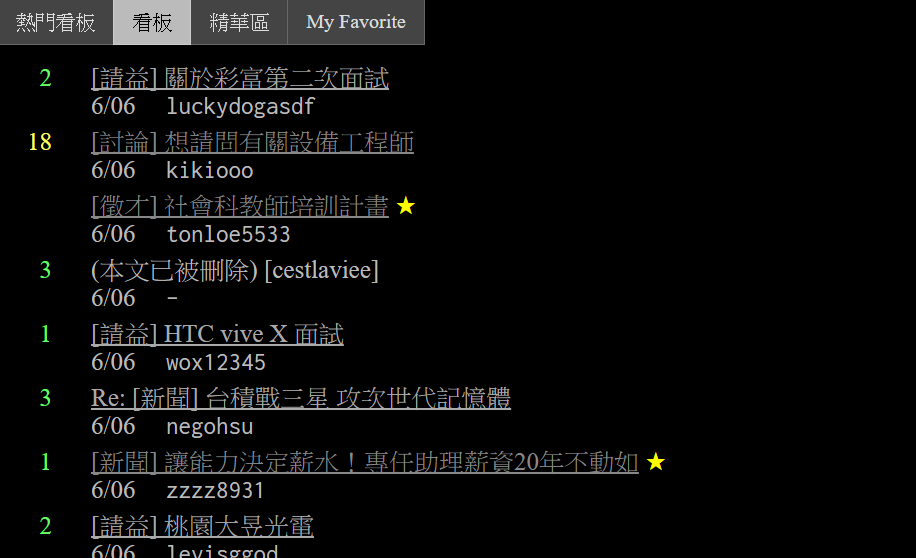 熱門看板 看板 精華區 My Favorite
2 [請益] 關於彩富第二次面試
6/06 luckydogasdf
18 [討論] 想請問有關設備工程師
6/06 kikiooo
[徵才] 社會科教師培訓計畫 ★
6/06 tonloe5533
3 (本文已被刪除) [cestlaviee]
6/06 -
1 [請益] HTC vive X 面試
6/06 wox12345
3 Re: [新聞] 台積戰三星 攻次世代記憶體
6/06 negohsu
1 [新聞] 讓能力決定薪水！專任助理薪資20年不動如 ★
6/06 zzzz8931
2 [請益] 桃園大昱光電
6/06 levisggod